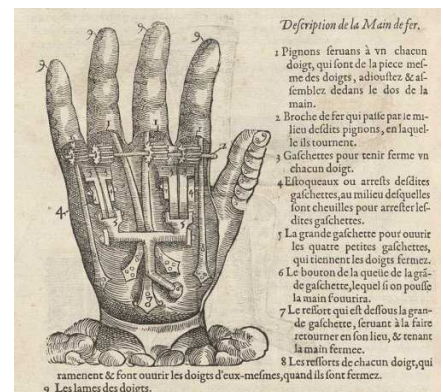 Deſcription de la Main de fer.
1 Pignons ſeruans à vn chacun
doigt, qui ſont de la piece meſ-
me des doigts, adiouſtez & aſ-
ſemblez dedans le dos de la
main.
2 Broche de fer qui paſſe par le mi-
lieu deſdits pignons, en laquel-
le ils tournent.
3 Gaſchettes pour tenir ferme vn
chacun doigt.
4 Eſtoqueaux ou arreſts deſdites
gaſchettes, au milieu deſquelles
ſont cheuilles pour arreſter leſ-
dites gaſchettes.
5 La grande gaſchette pour ouurir
les quatre petites gaſchettes,
qui tiennent les doigts fermez.
6 Le bouton de la queüe de la grã-
de gaſchette, lequel ſi on pouſſe
la main ſ'ouurira.
7 Le reſſort qui eſt deſſous la gran-
de gaſchette, ſeruant à la faire
retourner en ſon lieu, & tenant
la main fermee.
8 Les reſſorts de chacun doigt, qui
ramenent & font ouurir les doigts d'eux-meſmes, quand ils ſont fermez.
9 Les lames des doigts.
9
9
9
9
2
4